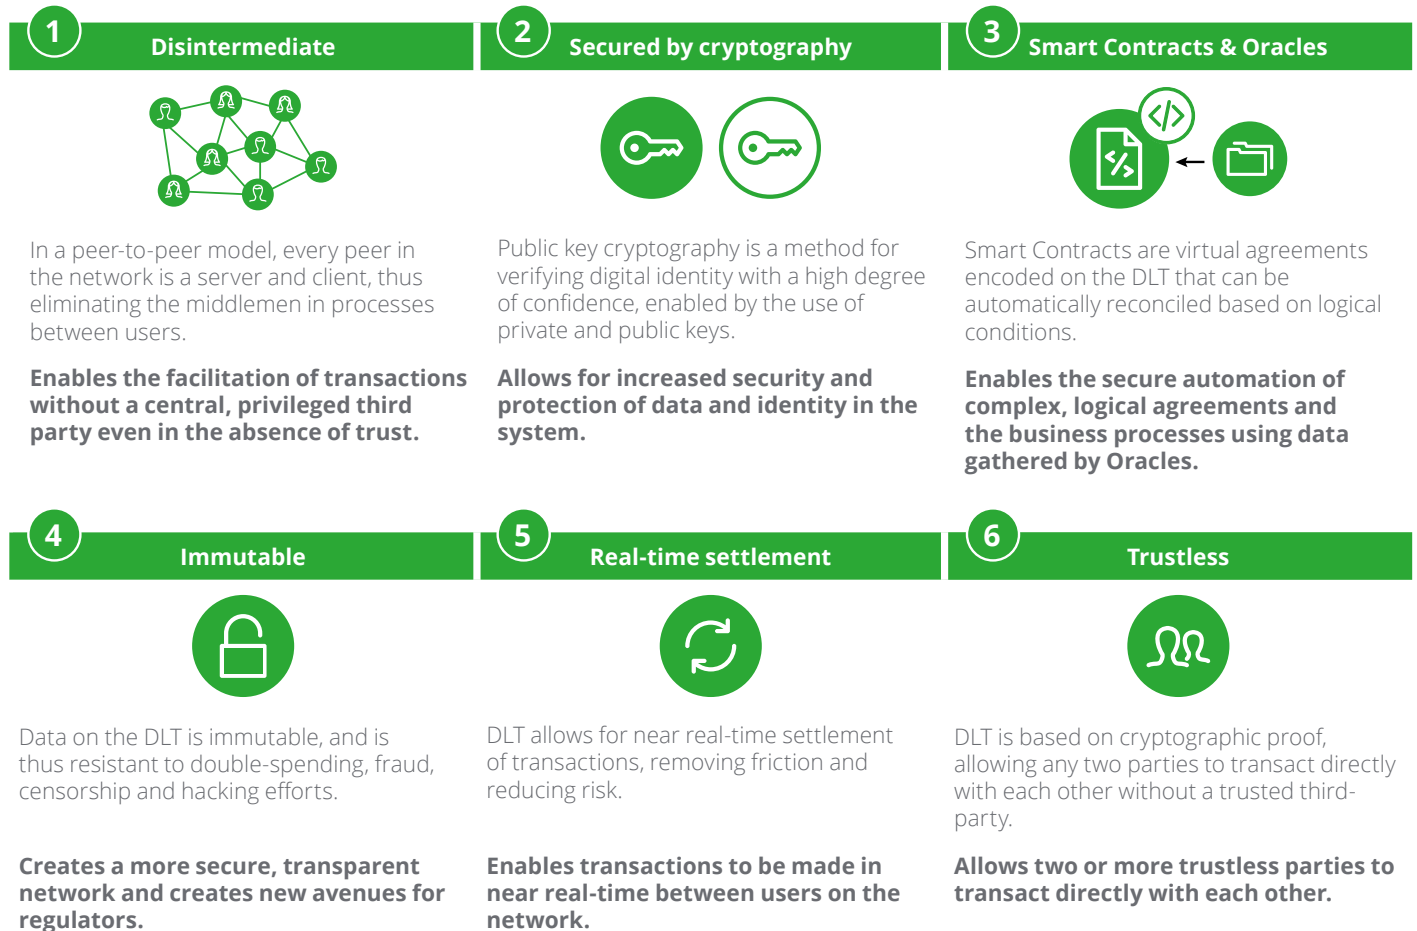 1
Disintermediate
In a peer-to-peer model, every peer in
the network is a server and client, thus
eliminating the middlemen in processes
between users.
Enables the facilitation of transactions
without a central, privileged third
party even in the absence of trust.
2
Secured by cryptography
Public key cryptography is a method for
verifying digital identity with a high degree
of confidence, enabled by the use of
private and public keys.
Allows for increased security and
protection of data and identity in the
system.
3
Smart Contracts & Oracles
</>
</>
Smart Contracts are virtual agreements
encoded on the DLT that can be
automatically reconciled based on logical
conditions.
Enables the secure automation of
complex, logical agreements and
the business processes using data
gathered by Oracles.
4
Immutable
Data on the DLT is immutable, and is
thus resistant to double-spending, fraud,
censorship and hacking efforts.
Creates a more secure, transparent
network and creates new avenues for
regulators.
5
Real-time settlement
DLT allows for near real-time settlement
of transactions, removing friction and
reducing risk.
Enables transactions to be made in
near real-time between users on the
network.
6
Trustless
DLT is based on cryptographic proof,
allowing any two parties to transact directly
with each other without a trusted third-
party.
Allows two or more trustless parties to
transact directly with each other.